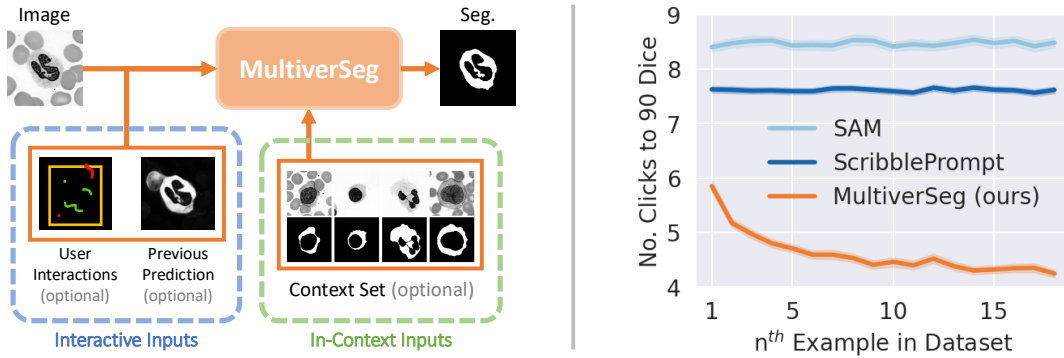 Image
Seg.
MultiverSeg
User
Interactions
(optional)
Previous
Prediction
(optional)
Context Set (optional)
Interactive Inputs
In-Context Inputs
No. Clicks to 90 Dice
9
8
7
6
5
4
SAM
ScribblePrompt
MultiverSeg (ours)
1
5
10
15
nth Example in Dataset